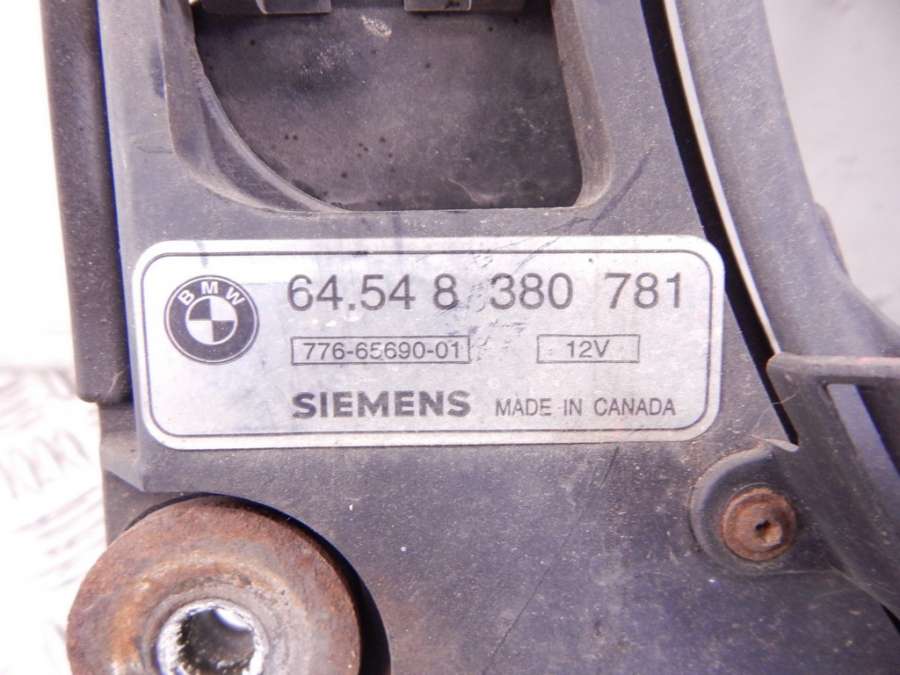 BMW
64.54 8 380 781
776-65690-01 12V
SIEMENS MADE IN CANADA